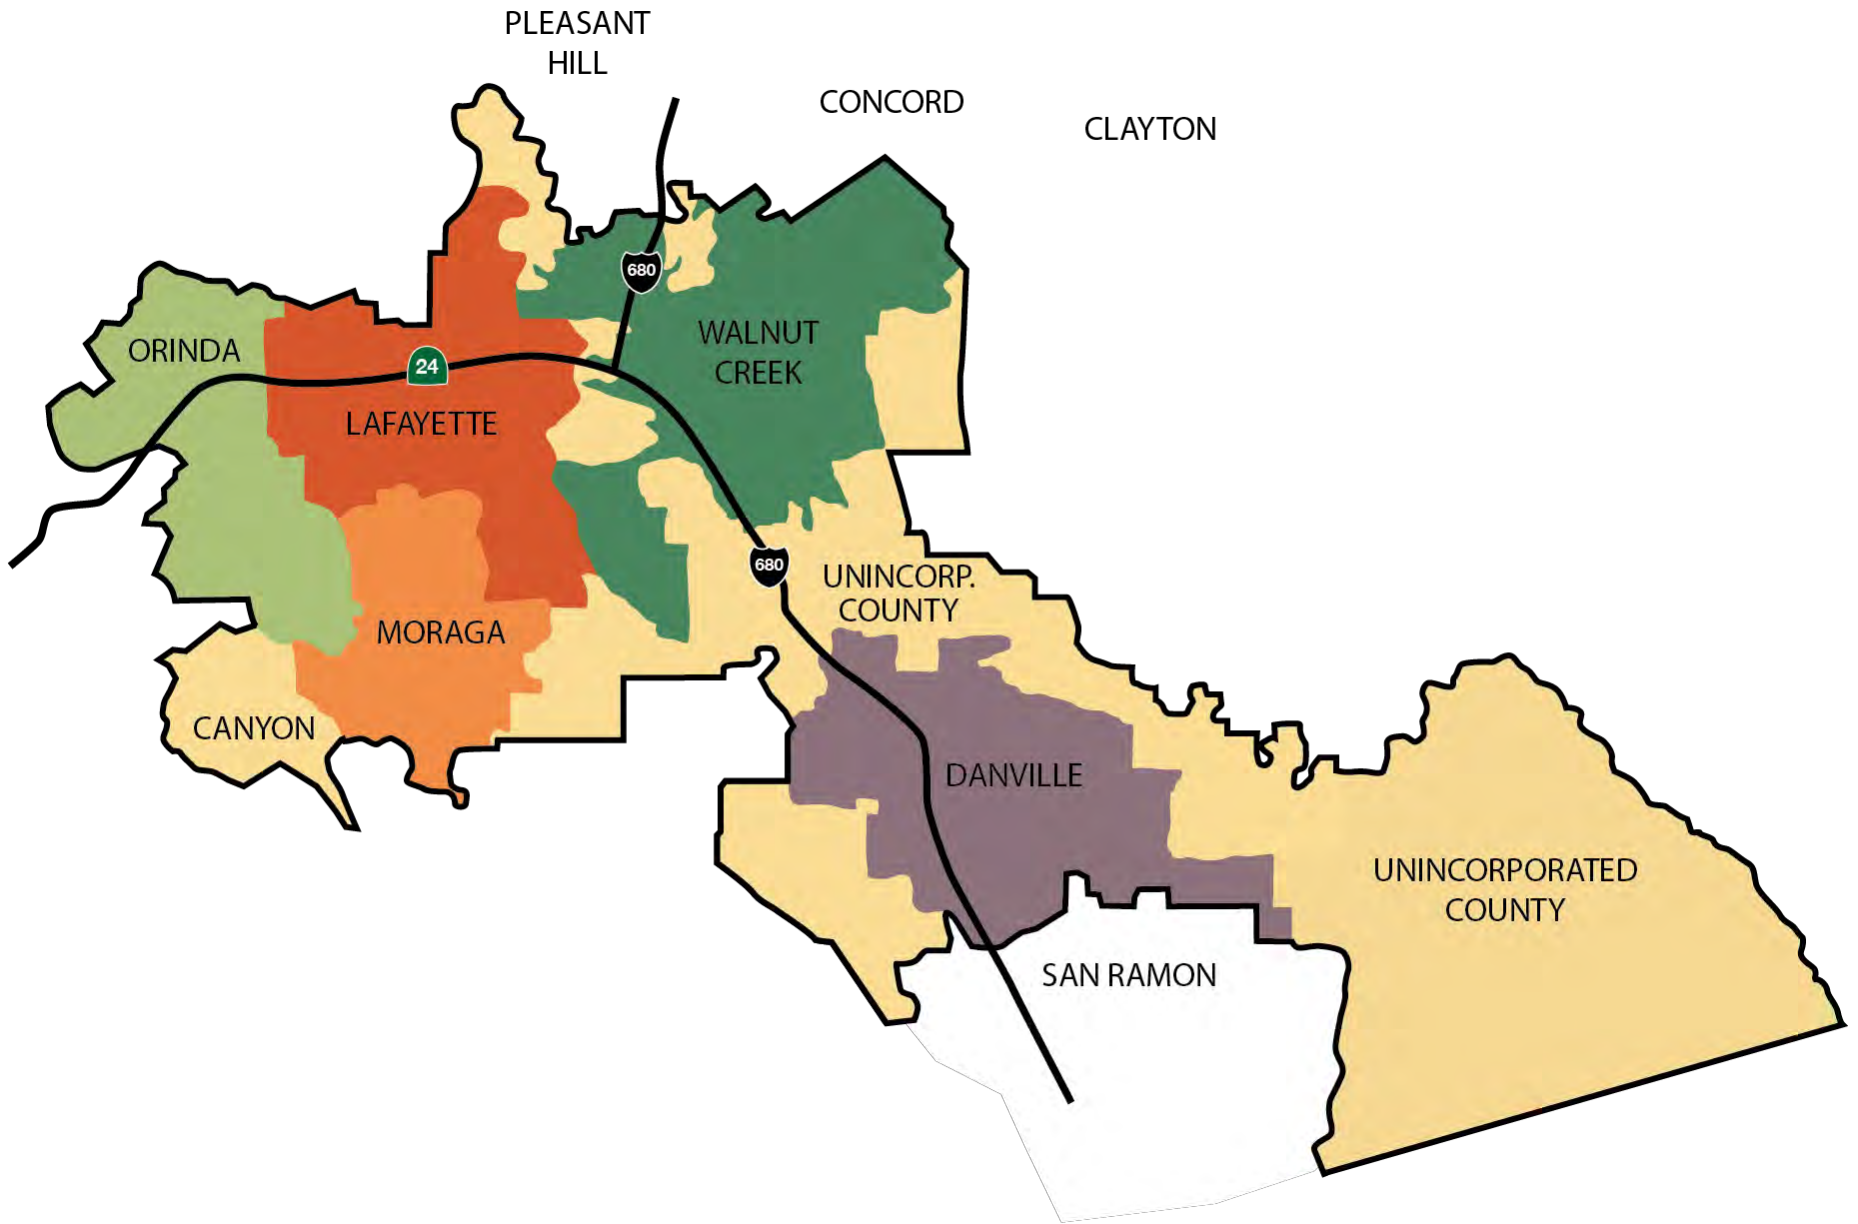 PLEASANT
HILL
CONCORD
CLAYTON
680
WALNUT
CREEK
ORINDA
24
LAFAYETTE
680
UNINCORP.
COUNTY
MORAGA
CANYON
DANVILLE
UNINCORPORATED
COUNTY
SAN RAMON